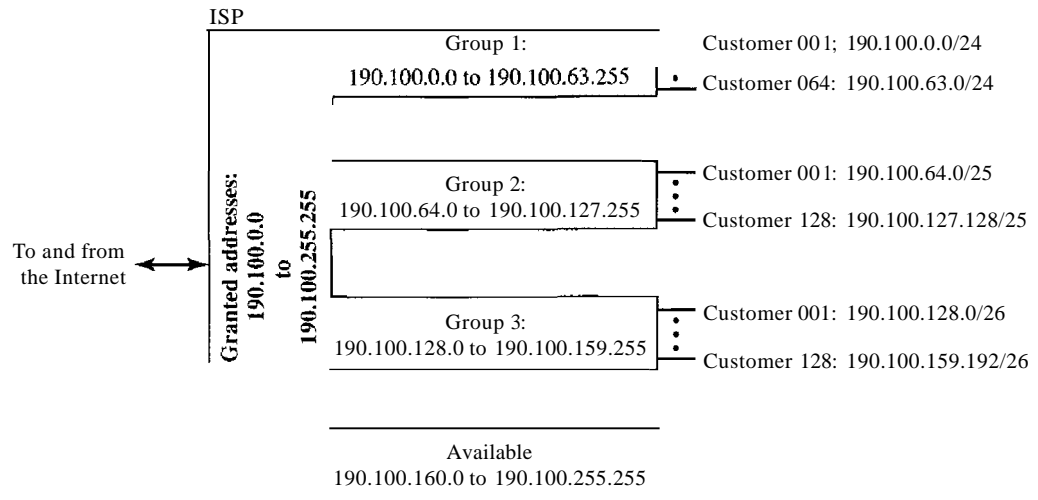 ISP
Group 1:
190.100.0.0 to 190.100.63.255
Customer 001; 190.100.0.0/24
Customer 064: 190.100.63.0/24
Group 2:
190.100.64.0 to 190.100.127.255
Customer 001: 190.100.64.0/25
Customer 128: 190.100.127.128/25
To and from
the Internet
Granted addresses:
190.100.0.0
to
190.100.255.255
Group 3:
190.100.128.0 to 190.100.159.255
Customer 001: 190.100.128.0/26
Customer 128: 190.100.159.192/26
Available
190.100.160.0 to 190.100.255.255